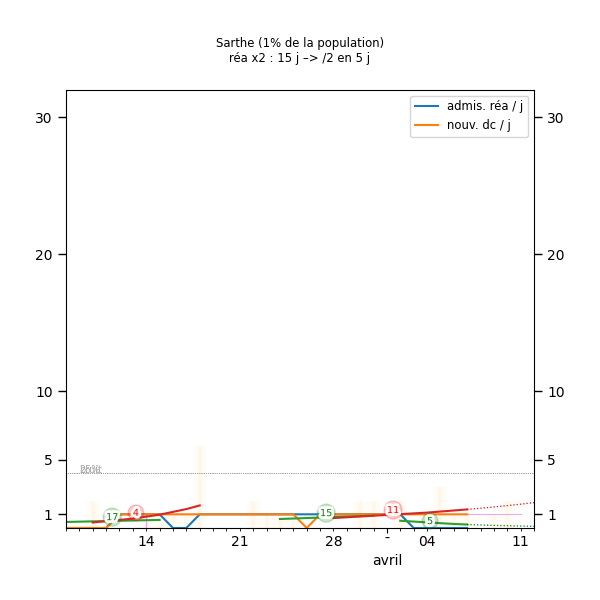 Sarthe (1% de la population)
réa x2 : 15 j –> /2 en 5 j
admis. réa / j
nouv. dc / j
30 30
20 20
10 10
5 5
1 1
17 4 15 11 5
14 21 28 - 04 11
avril